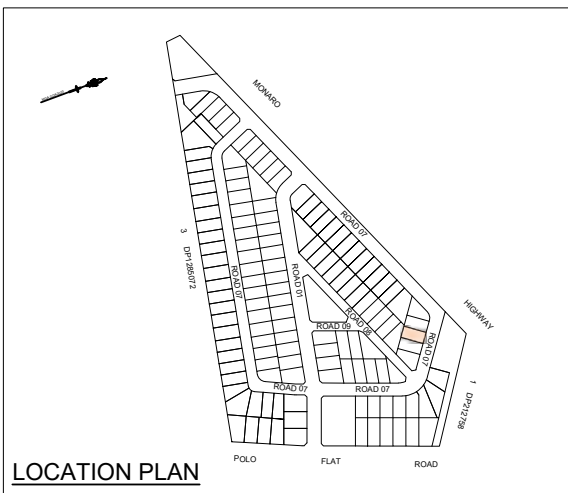 MONARO
ROAD 07
3
DP1285072
ROAD 07
ROAD 01
HIGHWAY
ROAD 08
ROAD 09
ROAD 07
1
DP212758
ROAD 07
ROAD 07
POLO
FLAT
ROAD
LOCATION PLAN